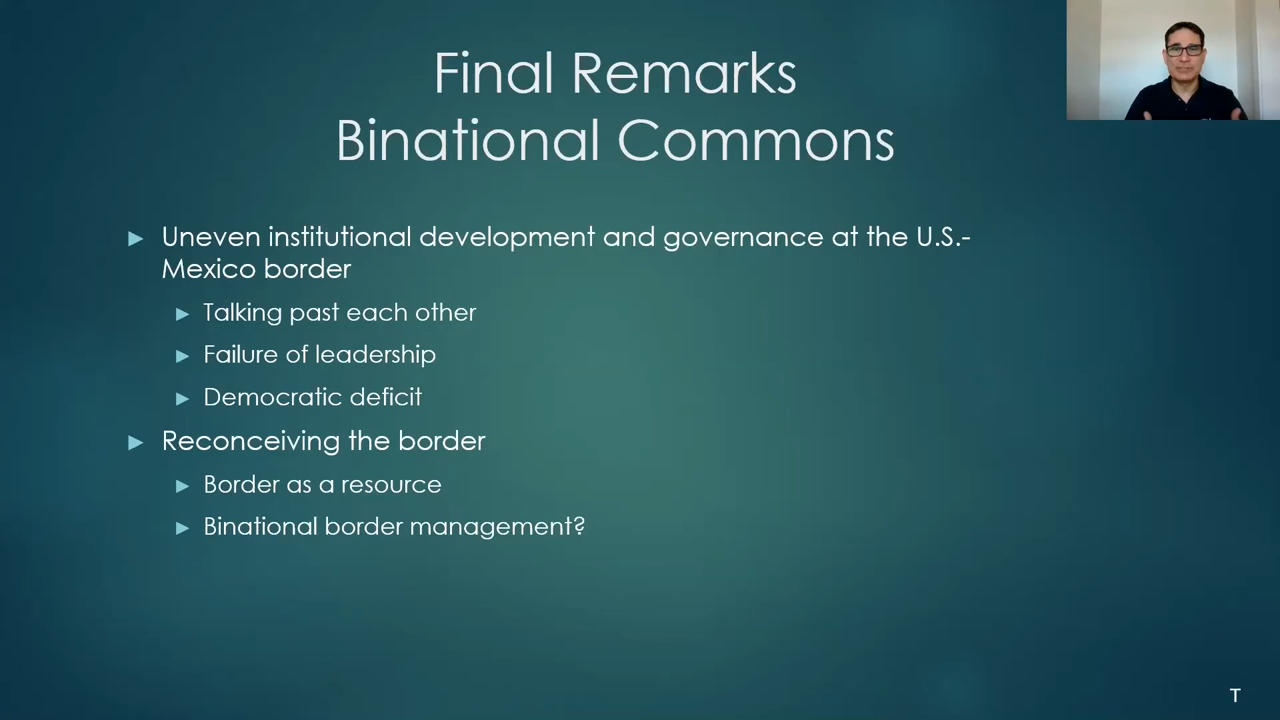 Final Remarks
Binational Commons
Uneven institutional development and governance at the U.S.-
Mexico border
Talking past each other
Failure of leadership
Democratic deficit
Reconceiving the border
Border as a resource
Binational border management?
T